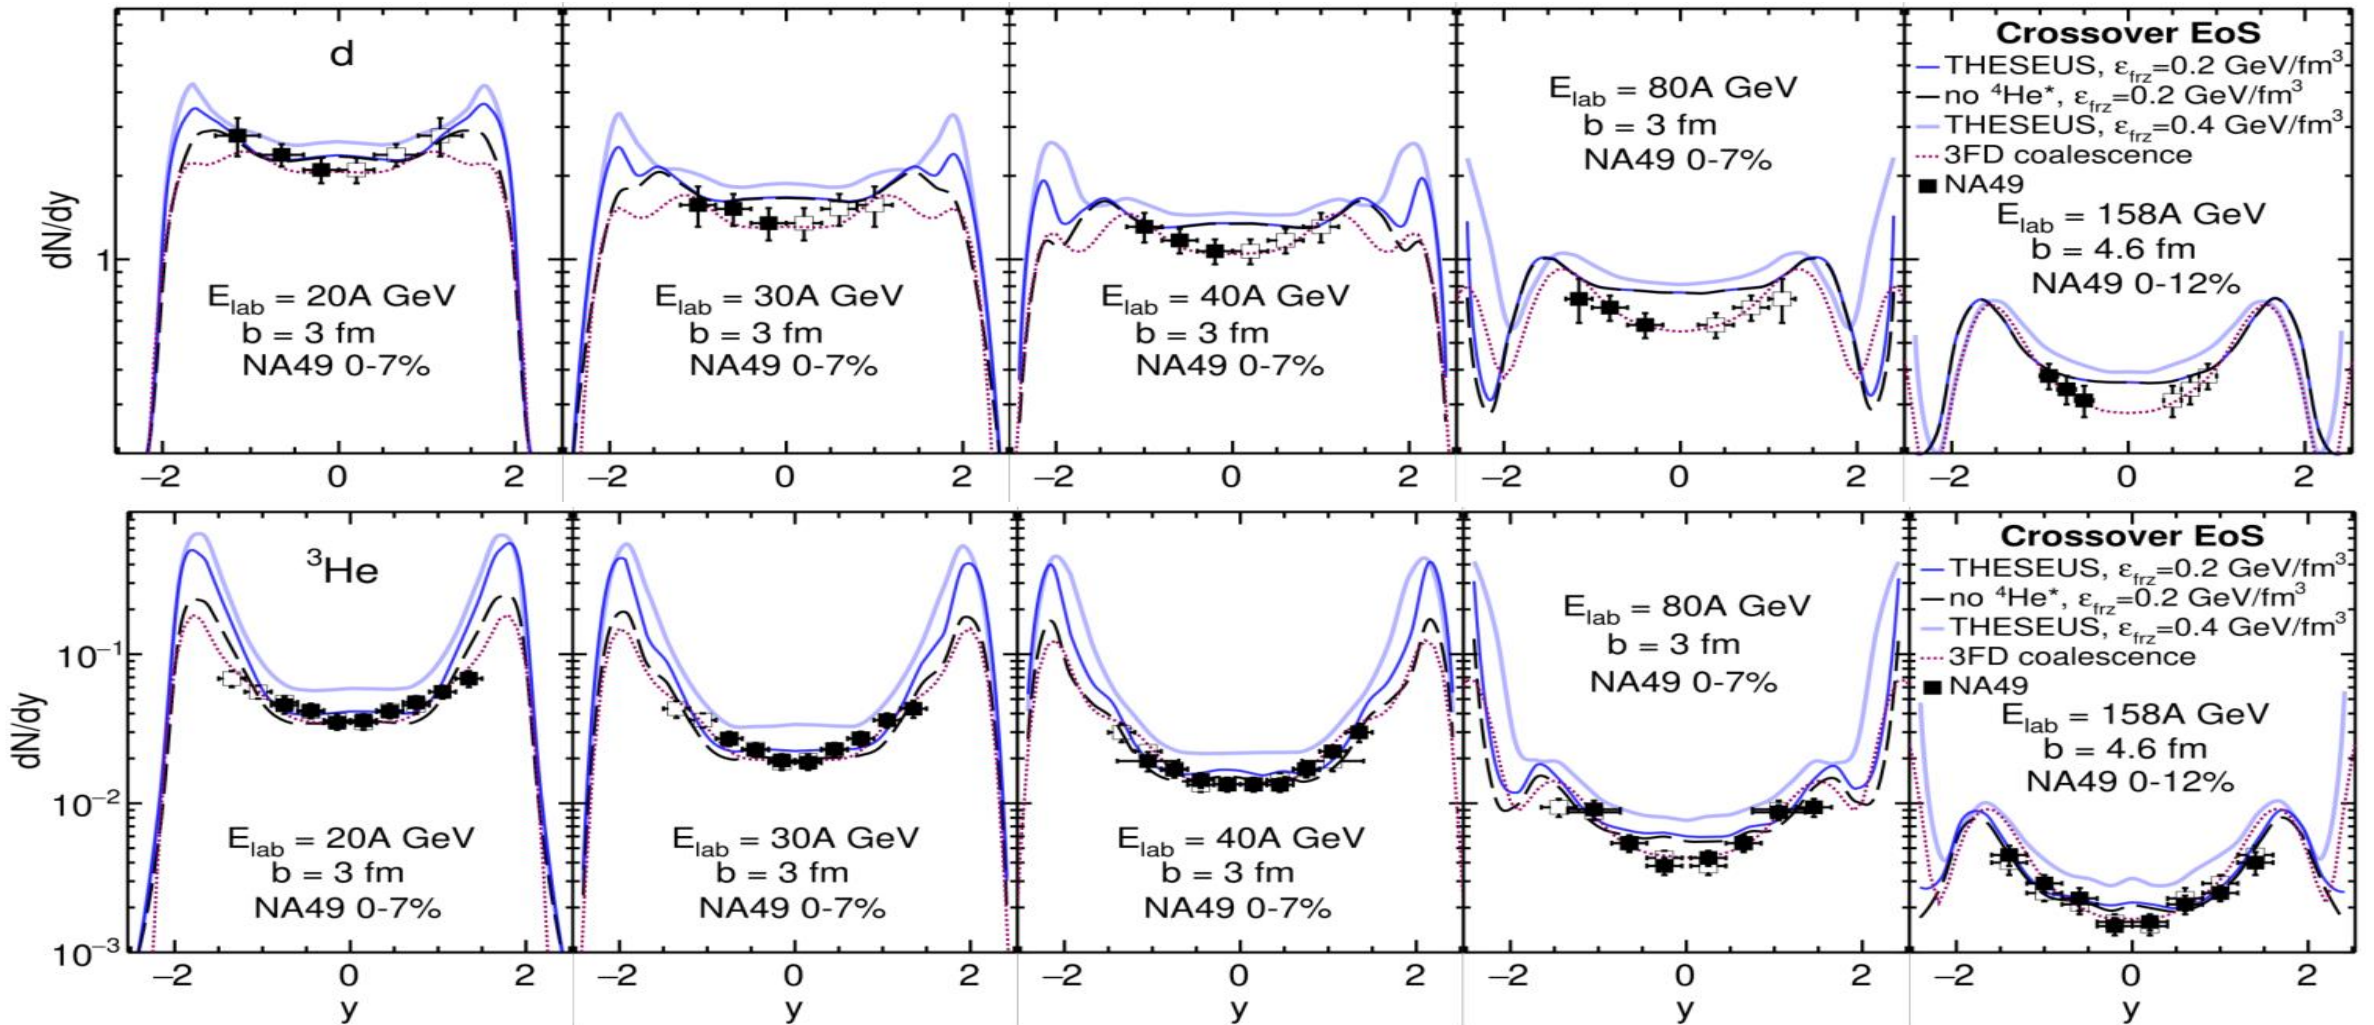 d
dN/dy
1
E_lab = 20A GeV
b = 3 fm
NA49 0-7%
−2 0 2
E_lab = 30A GeV
b = 3 fm
NA49 0-7%
−2 0 2
E_lab = 40A GeV
b = 3 fm
NA49 0-7%
−2 0 2
E_lab = 80A GeV
b = 3 fm
NA49 0-7%
−2 0 2
Crossover EoS
THESEUS, ε_frz=0.2 GeV/fm³
no ⁴He*, ε_frz=0.2 GeV/fm³
THESEUS, ε_frz=0.4 GeV/fm³
3FD coalescence
NA49
E_lab = 158A GeV
b = 4.6 fm
NA49 0-12%
−2 0 2
³He
dN/dy
10⁻¹
10⁻²
10⁻³
E_lab = 20A GeV
b = 3 fm
NA49 0-7%
−2 0 2
y
E_lab = 30A GeV
b = 3 fm
NA49 0-7%
−2 0 2
y
E_lab = 40A GeV
b = 3 fm
NA49 0-7%
−2 0 2
y
E_lab = 80A GeV
b = 3 fm
NA49 0-7%
−2 0 2
y
Crossover EoS
THESEUS, ε_frz=0.2 GeV/fm³
no ⁴He*, ε_frz=0.2 GeV/fm³
THESEUS, ε_frz=0.4 GeV/fm³
3FD coalescence
NA49
E_lab = 158A GeV
b = 4.6 fm
NA49 0-12%
−2 0 2
y